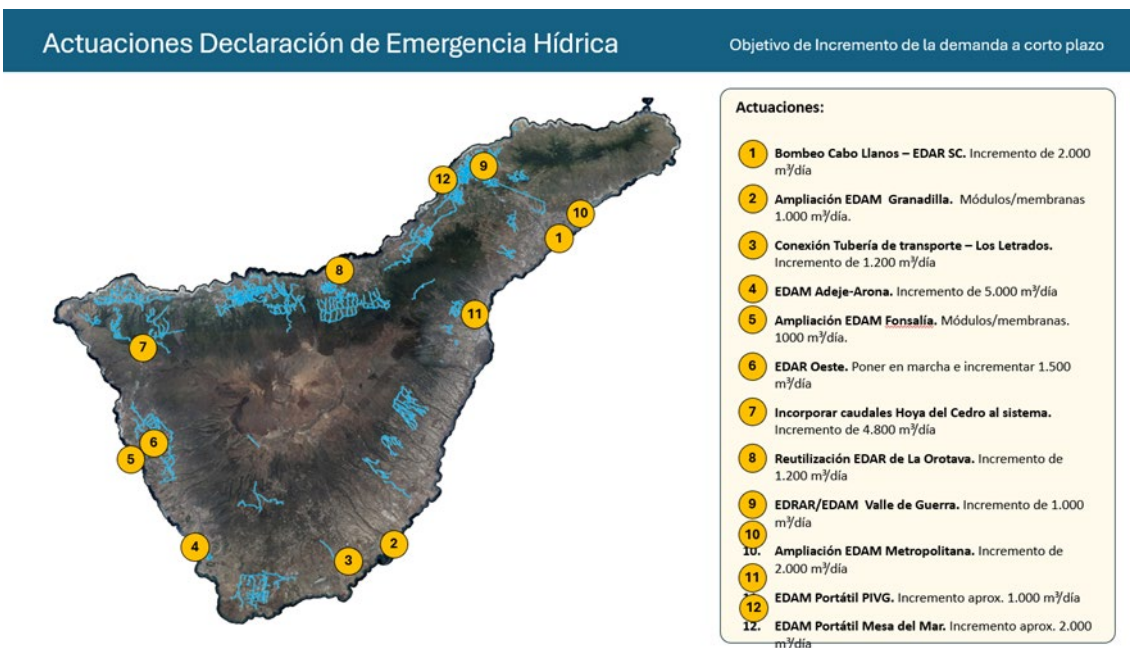 Actuaciones Declaración de Emergencia Hídrica
Objetivo de Incremento de la demanda a corto plazo
12
9
10
1
8
11
7
6
5
4
3
2
Actuaciones:
1 Bombeo Cabo Llanos – EDAR SC. Incremento de 2.000
m³/día
2 Ampliación EDAM Granadilla. Módulos/membranas
1.000 m³/día.
3 Conexión Tubería de transporte – Los Letrados.
Incremento de 1.200 m³/día
4 EDAM Adeje-Arona. Incremento de 5.000 m³/día
5 Ampliación EDAM Fonsalía. Módulos/membranas.
1000 m³/día.
6 EDAR Oeste. Poner en marcha e incrementar 1.500
m³/día
7 Incorporar caudales Hoya del Cedro al sistema.
Incremento de 4.800 m³/día
8 Reutilización EDAR de La Orotava. Incremento de
1.200 m³/día
9 EDRAR/EDAM Valle de Guerra. Incremento de 1.000
m³/día
10
10. Ampliación EDAM Metropolitana. Incremento de
2.000 m³/día
11
EDAM Portátil PIVG. Incremento aprox. 1.000 m³/día
12
12. EDAM Portátil Mesa del Mar. Incremento aprox. 2.000
m³/día